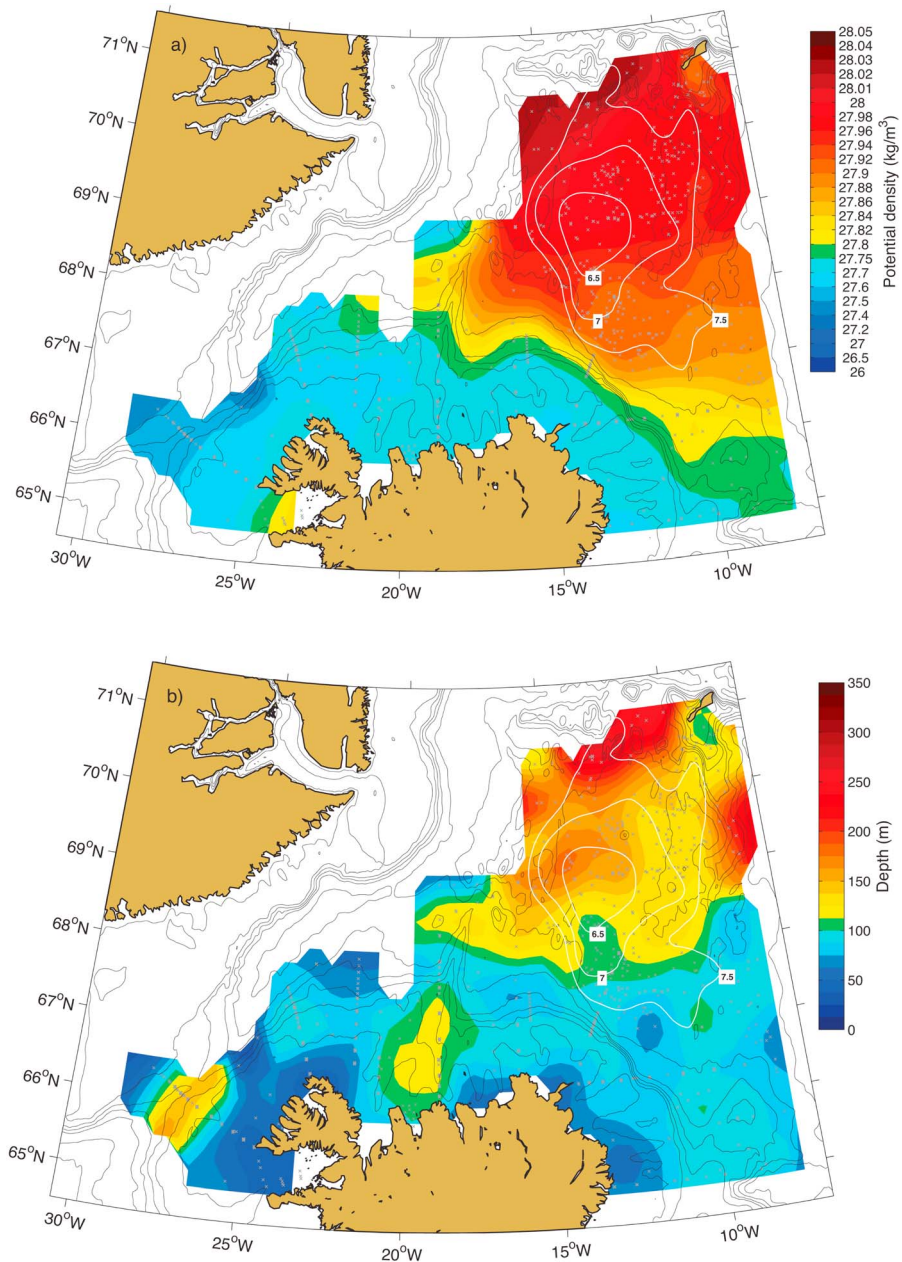 a)
71°N
70°N
69°N
68°N
67°N
66°N
65°N
30°W
25°W
20°W
15°W
10°W
6.5
7
7.5
28.05
28.04
28.03
28.02
28.01
28
27.98
27.96
27.94
27.92
27.9
27.88
27.86
27.84
27.82
27.8
27.75
27.7
27.6
27.5
27.4
27.2
27
26.5
26
Potential density (kg/m³)
b)
71°N
70°N
69°N
68°N
67°N
66°N
65°N
30°W
25°W
20°W
15°W
10°W
6.5
7
7.5
350
300
250
200
150
100
50
0
Depth (m)